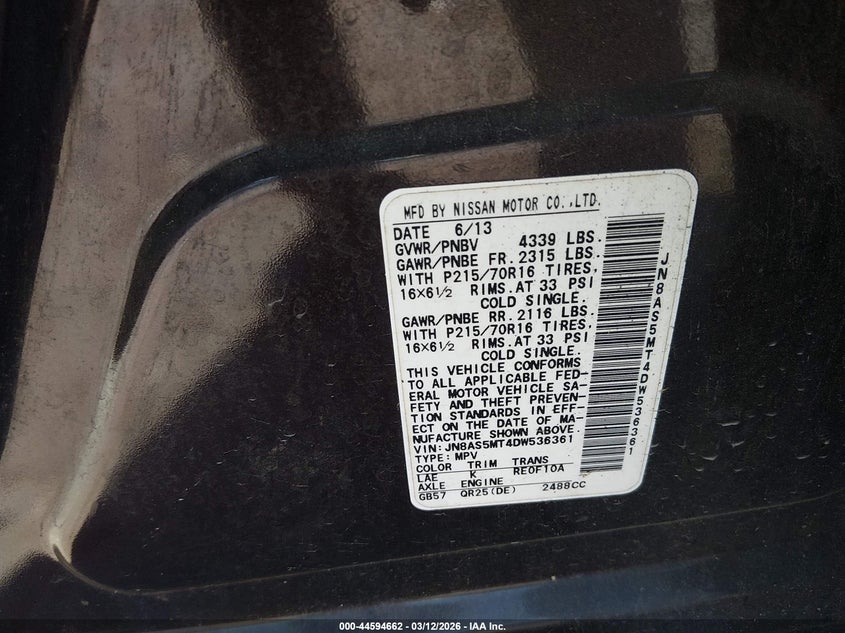 MFD BY NISSAN MOTOR CO.,LTD.
DATE 6/13
GVWR/PNBV 4339 LBS.
GAWR/PNBE FR. 2315 LBS.
WITH P215/70R16 TIRES,
16X6½ RIMS. AT 33 PSI
COLD SINGLE.
GAWR/PNBE RR. 2116 LBS.
WITH P215/70R16 TIRES,
16X6½ RIMS. AT 33 PSI
COLD SINGLE.
THIS VEHICLE CONFORMS
TO ALL APPLICABLE FED-
ERAL MOTOR VEHICLE SA-
FETY AND THEFT PREVEN-
TION STANDARDS IN EFF-
ECT ON THE DATE OF MA-
NUFACTURE SHOWN ABOVE.
VIN: JN8AS5MT4DW536361
TYPE: MPV
COLOR TRIM TRANS
LAE K RE0F10A
AXLE ENGINE
GB57 QR25(DE) 2488CC
JN8AS5MT4DW536361
000-44594662 - 03/12/2026 - IAA Inc.